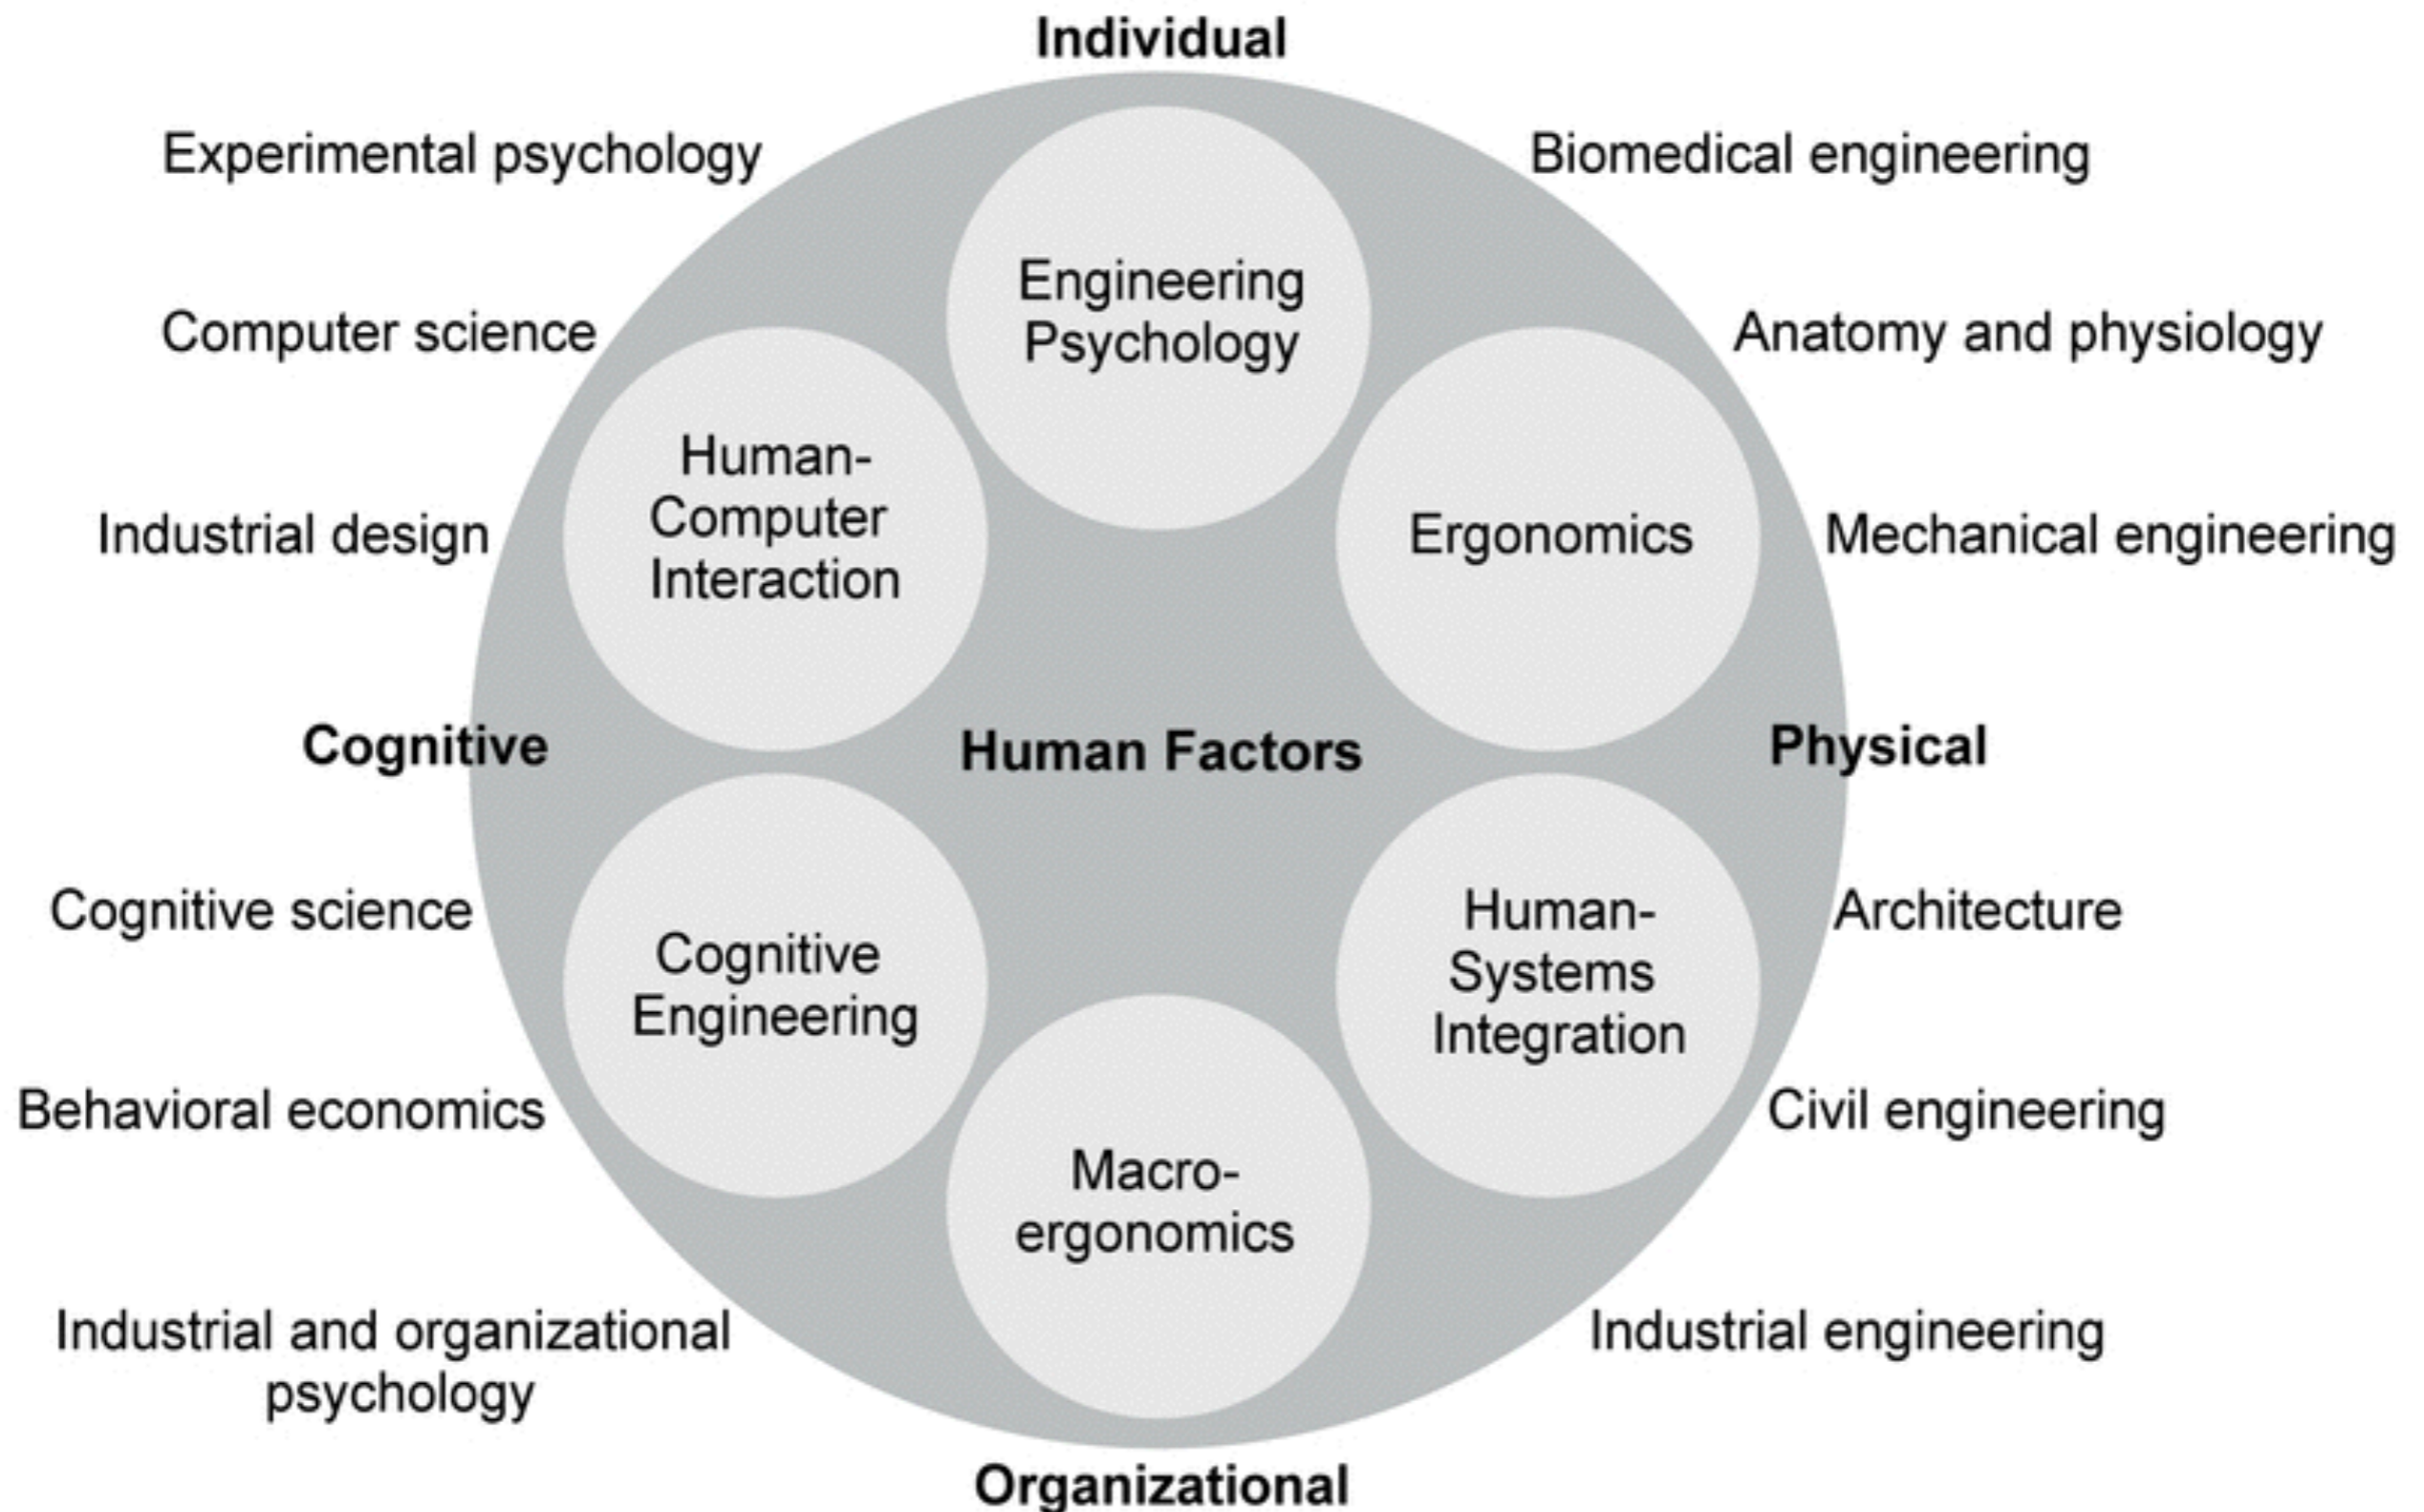 Individual
Experimental psychology
Biomedical engineering
Engineering
Psychology
Computer science
Anatomy and physiology
Human-
Computer
Interaction
Industrial design
Ergonomics
Mechanical engineering
Cognitive
Human Factors
Physical
Cognitive science
Cognitive
Engineering
Human-
Systems
Integration
Architecture
Behavioral economics
Civil engineering
Macro-
ergonomics
Industrial and organizational
psychology
Industrial engineering
Organizational